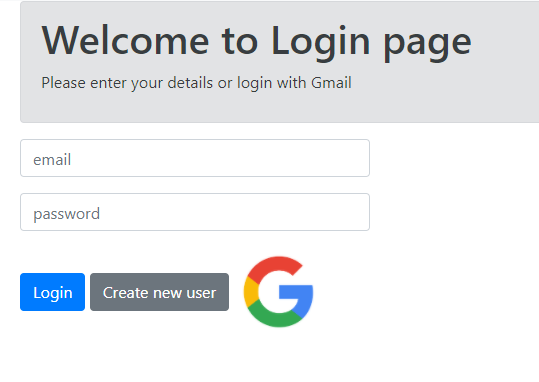 Welcome to Login page
Please enter your details or login with Gmail
email
password
Login Create new user